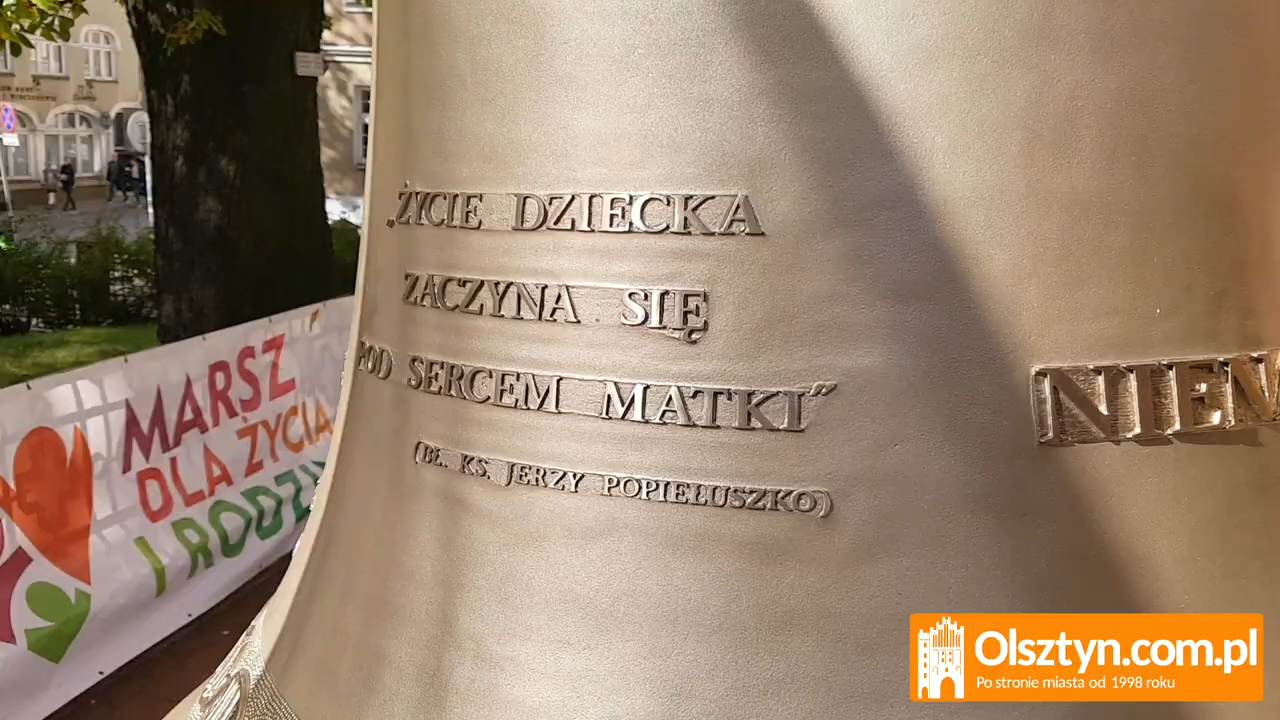 „ŻYCIE DZIECKA
ZACZYNA SIĘ
POD SERCEM MATKI"
(BŁ. KS. JERZY POPIEŁUSZKO)
MARSZ
DLA ŻYCIA
I RODZI
NIEN
Olsztyn.com.pl
Po stronie miasta od 1998 roku